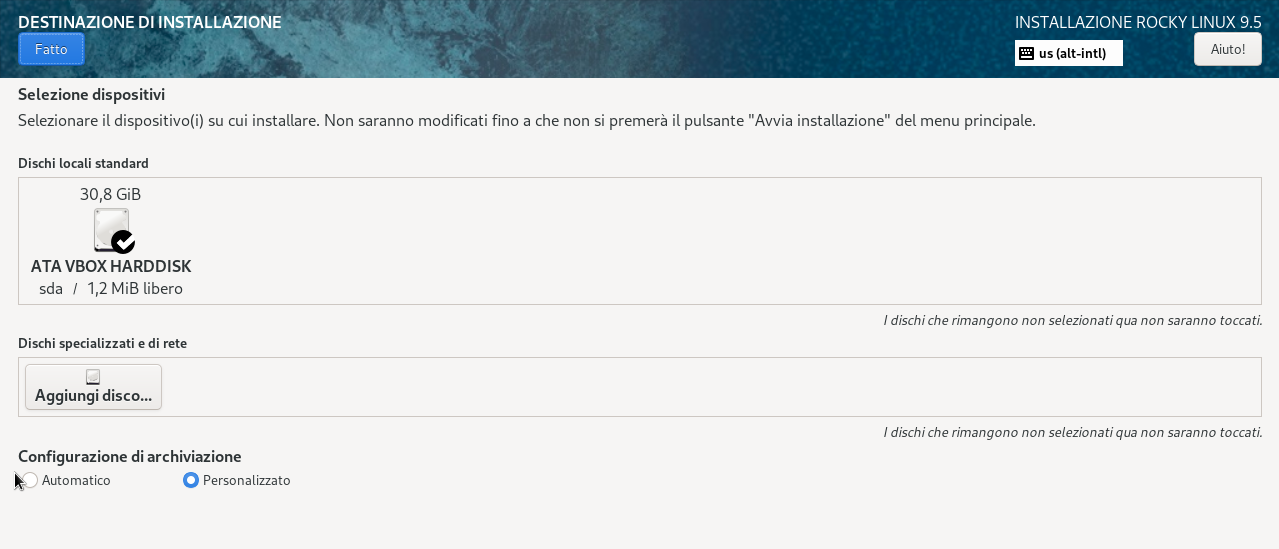 DESTINAZIONE DI INSTALLAZIONE
INSTALLAZIONE ROCKY LINUX 9.5
Fatto
us (alt-intl)
Aiuto!
Selezione dispositivi
Selezionare il dispositivo(i) su cui installare. Non saranno modificati fino a che non si premerà il pulsante "Avvia installazione" del menu principale.
Dischi locali standard
30,8 GiB
ATA VBOX HARDDISK
sda / 1,2 MiB libero
I dischi che rimangono non selezionati qua non saranno toccati.
Dischi specializzati e di rete
Aggiungi disco...
I dischi che rimangono non selezionati qua non saranno toccati.
Configurazione di archiviazione
Automatico
Personalizzato